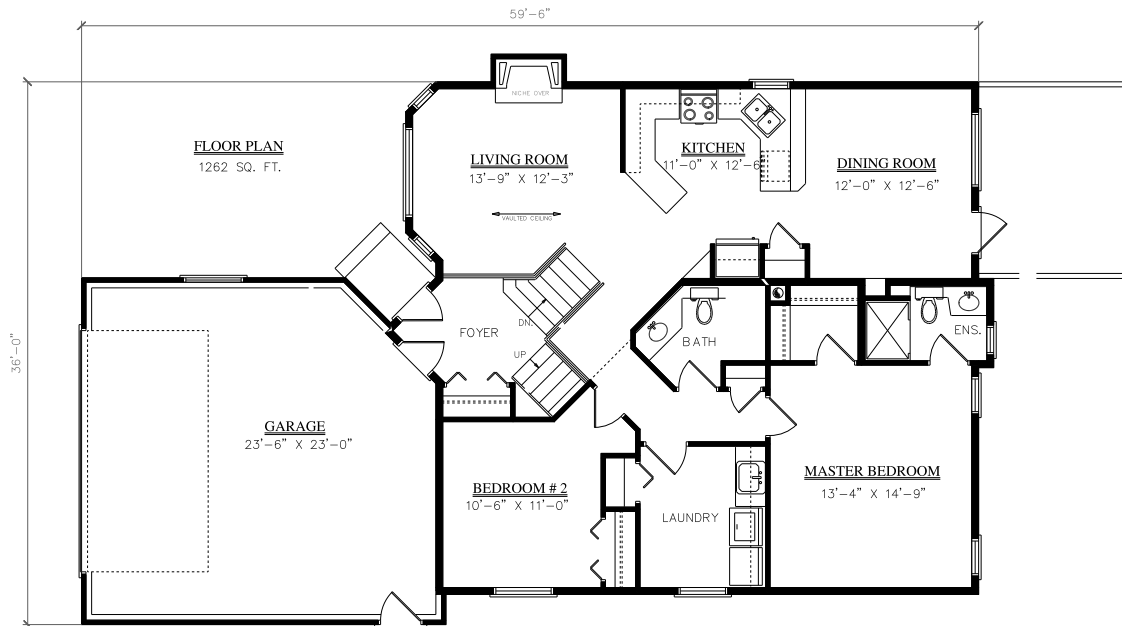 59'-6"
NICHE OVER
FLOOR PLAN
1262 SQ. FT.
LIVING ROOM
13'-9" X 12'-3"
KITCHEN
11'-0" X 12'-6
DINING ROOM
12'-0" X 12'-6"
VAULTED CEILING
36'-0"
DN.
FOYER
UP
BATH
ENS.
GARAGE
23'-6" X 23'-0"
BEDROOM # 2
10'-6" X 11'-0"
LAUNDRY
MASTER BEDROOM
13'-4" X 14'-9"